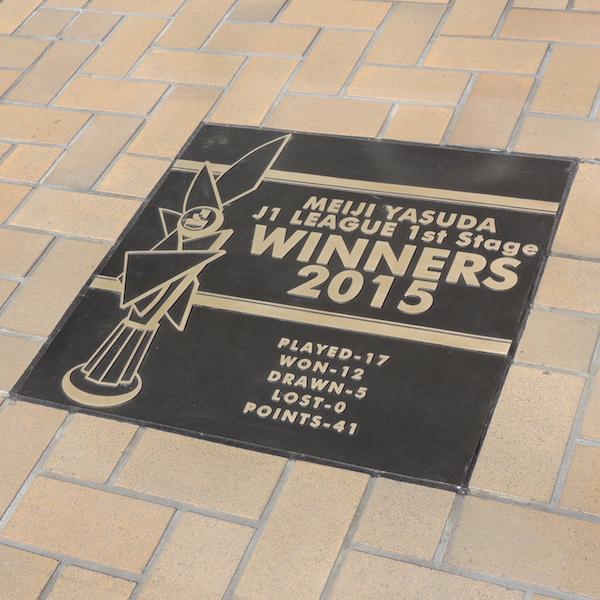 MEIJI YASUDA
J1 LEAGUE 1st Stage
WINNERS
2015
PLAYED-17
WON-12
DRAWN-5
LOST-0
POINTS-41